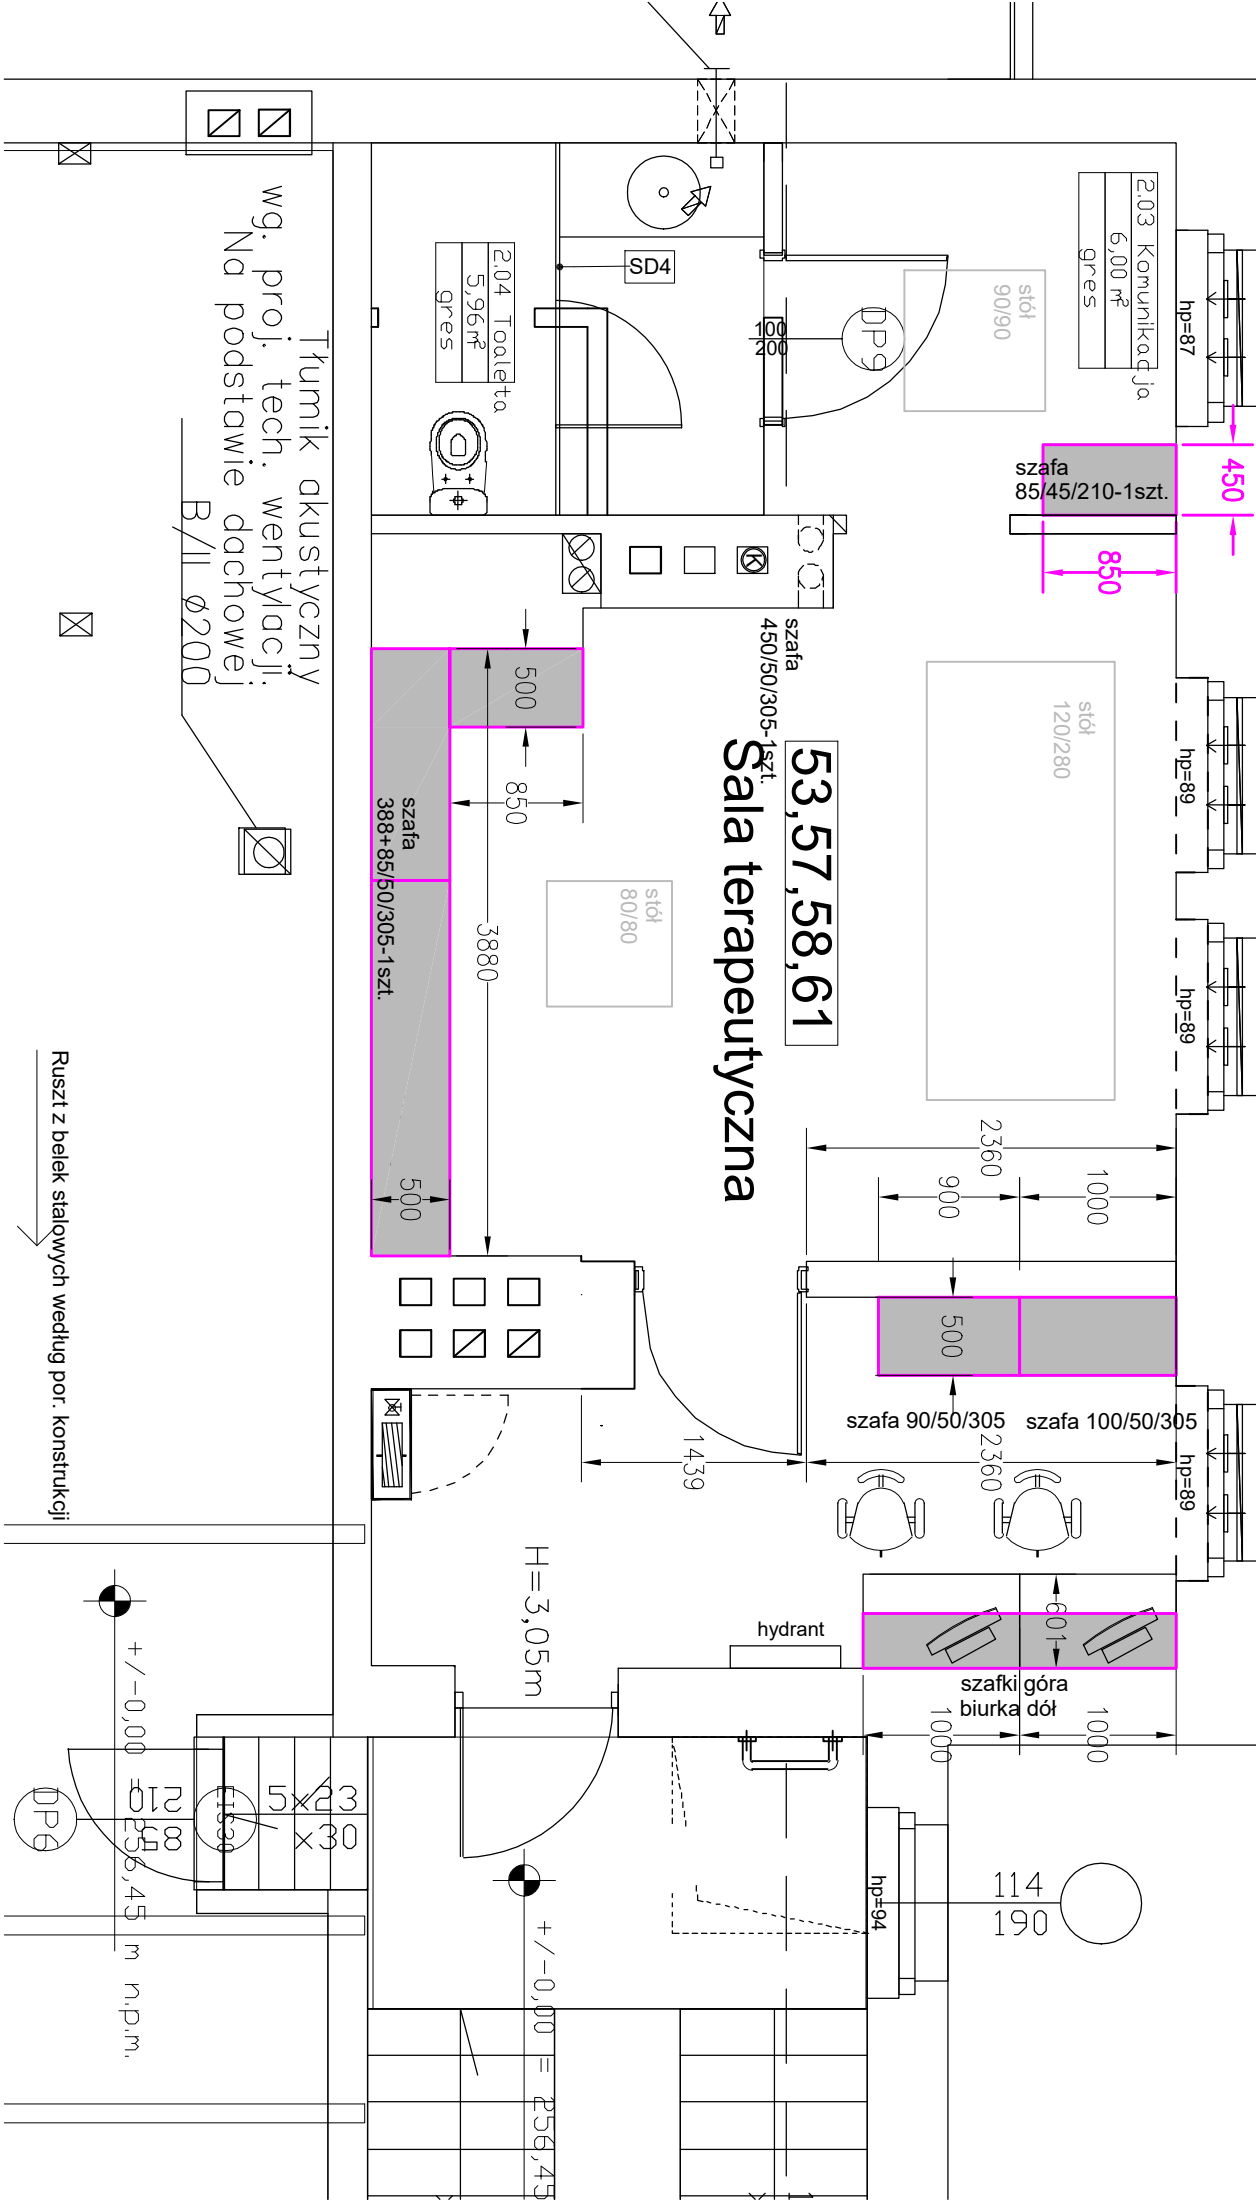 2.03 Komunikacja
6,00 m²
gres
hp=87
stół
90/90
DP9
100
200
SD4
2.04 Toaleta
5,96m²
gres
450
szafa
85/45/210-1szt.
850
Tłumik akustyczny
wg. proj. tech. wentylacji.
Na podstawie dachowej
B/II ø200
K
szafa
450/50/305-1szt.
500
850
stół
120/280
hp=89
53,57,58,61
Sala terapeutyczna
szafa
388+85/50/305-1szt.
stół
80/80
3880
hp=89
500
2360
900
1000
500
szafa 90/50/305
szafa 100/50/305
1439
2360
hp=89
Ruszt z belek stalowych według por. konstrukcji
H=3,05m
hydrant
601
szafki góra
biurka dół
1000
1000
+/-0,00 = 256,45 m n.p.m.
DP6
85
210
EIS30
5x23
x30
hp=94
114
190
+/-0,00 = 256,45